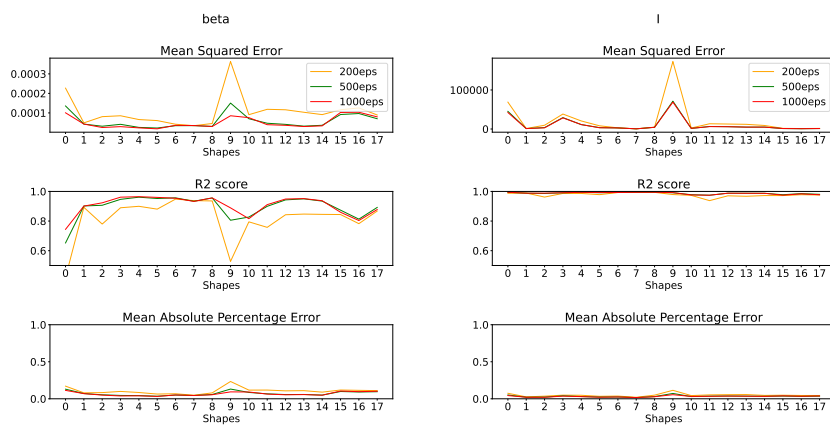 beta
Mean Squared Error
0.0003
0.0002
0.0001
200eps
500eps
1000eps
0 1 2 3 4 5 6 7 8 9 10 11 12 13 14 15 16 17
Shapes
R2 score
1.0
0.8
0.6
0 1 2 3 4 5 6 7 8 9 10 11 12 13 14 15 16 17
Shapes
Mean Absolute Percentage Error
1.0
0.5
0.0
0 1 2 3 4 5 6 7 8 9 10 11 12 13 14 15 16 17
Shapes
I
Mean Squared Error
100000
0
200eps
500eps
1000eps
0 1 2 3 4 5 6 7 8 9 10 11 12 13 14 15 16 17
Shapes
R2 score
1.0
0.8
0.6
0 1 2 3 4 5 6 7 8 9 10 11 12 13 14 15 16 17
Shapes
Mean Absolute Percentage Error
1.0
0.5
0.0
0 1 2 3 4 5 6 7 8 9 10 11 12 13 14 15 16 17
Shapes